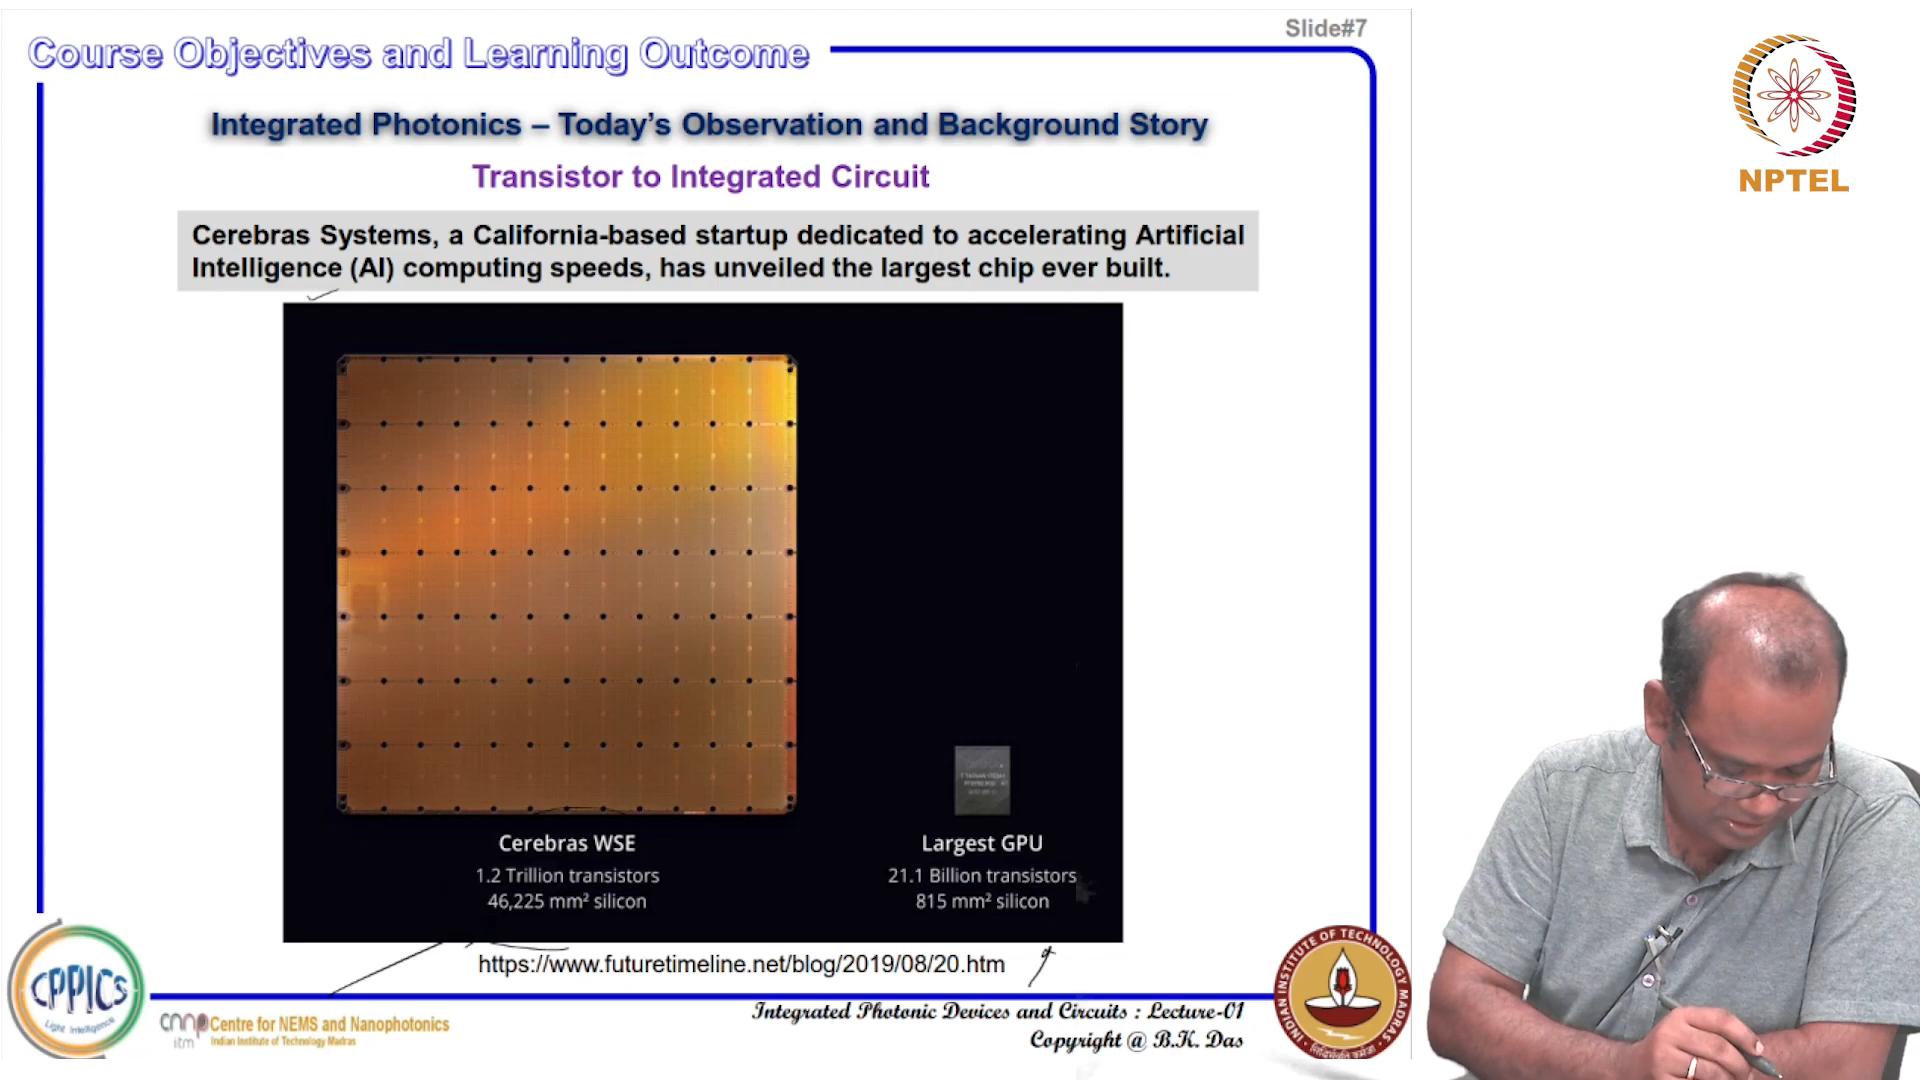 Slide#7
Course Objectives and Learning Outcome
Integrated Photonics – Today's Observation and Background Story
Transistor to Integrated Circuit
Cerebras Systems, a California-based startup dedicated to accelerating Artificial
Intelligence (AI) computing speeds, has unveiled the largest chip ever built.
Cerebras WSE
1.2 Trillion transistors
46,225 mm² silicon
Largest GPU
21.1 Billion transistors
815 mm² silicon
https://www.futuretimeline.net/blog/2019/08/20.htm
CPPICs
Light Intelligence
Centre for NEMS and Nanophotonics
Indian Institute of Technology Madras
Integrated Photonic Devices and Circuits : Lecture-01
Copyright @ B.K. Das
INDIAN INSTITUTE OF TECHNOLOGY MADRAS
NPTEL